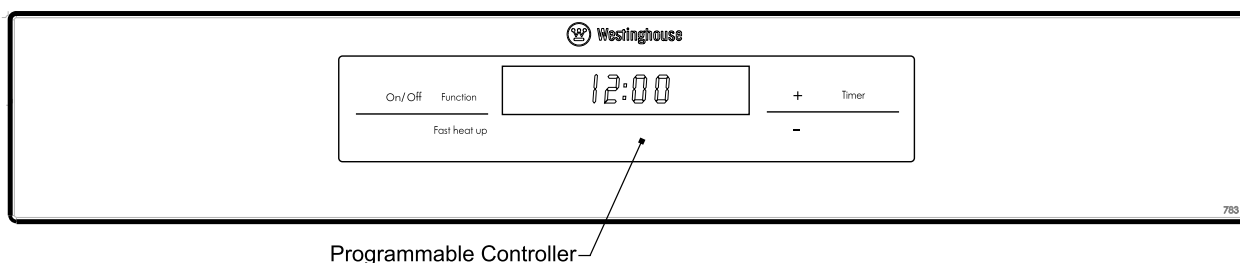 Westinghouse
12:00
On/Off Function
+ Timer
Fast heat up
-
783
Programmable Controller